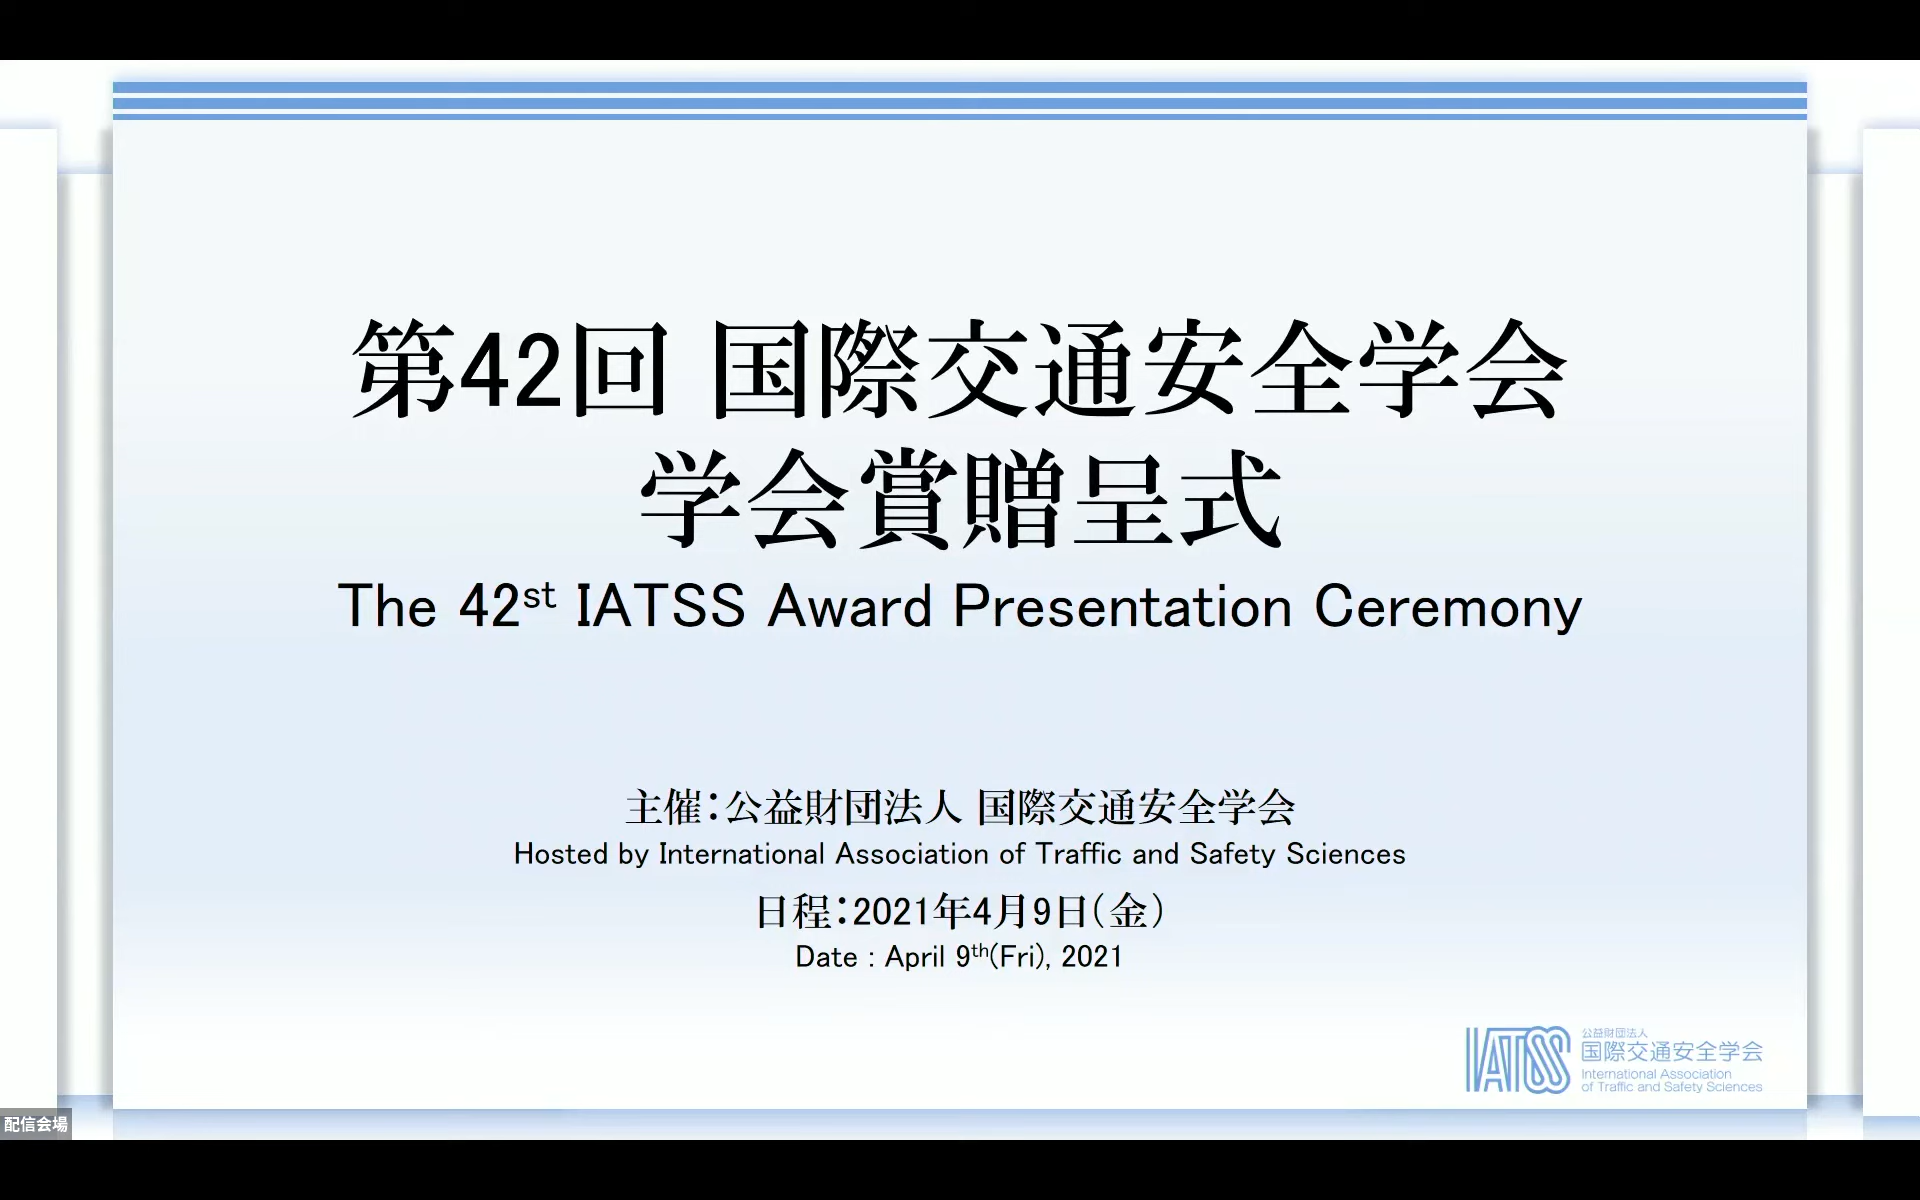 第42回 国際交通安全学会
学会賞贈呈式
The 42st IATSS Award Presentation Ceremony
主催：公益財団法人 国際交通安全学会
Hosted by International Association of Traffic and Safety Sciences
日程：2021年4月9日（金）
Date : April 9th(Fri), 2021
IATSS
公益財団法人
国際交通安全学会
International Association
of Traffic and Safety Sciences
配信会場